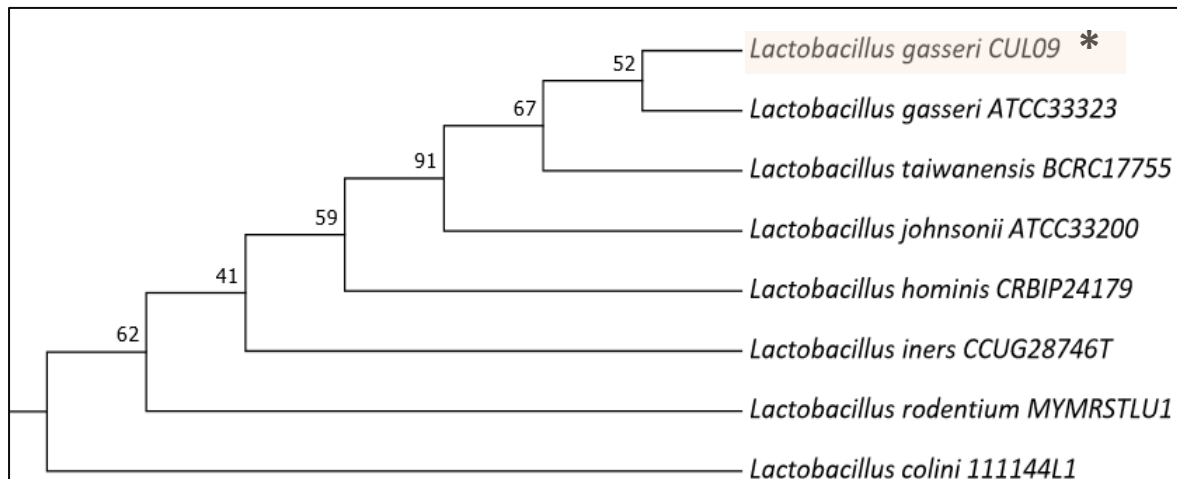 Lactobacillus gasseri CUL09 *
52
Lactobacillus gasseri ATCC33323
67
Lactobacillus taiwanensis BCRC17755
91
Lactobacillus johnsonii ATCC33200
59
Lactobacillus hominis CRBIP24179
41
Lactobacillus iners CCUG28746T
62
Lactobacillus rodentium MYMRSTLU1
Lactobacillus colini 111144L1